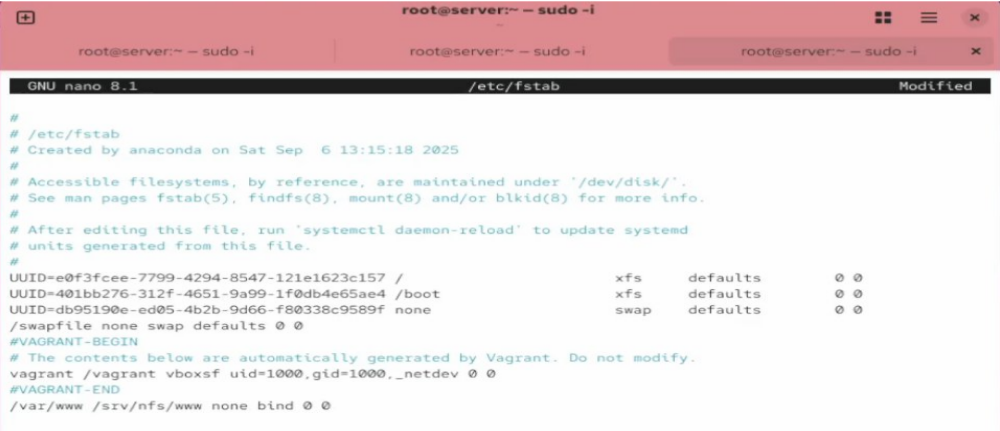 root@server:~ — sudo -i
root@server:~ — sudo -i
root@server:~ — sudo -i
root@server:~ — sudo -i
GNU nano 8.1 /etc/fstab Modified
#
# /etc/fstab
# Created by anaconda on Sat Sep  6 13:15:18 2025
#
# Accessible filesystems, by reference, are maintained under '/dev/disk/'.
# See man pages fstab(5), findfs(8), mount(8) and/or blkid(8) for more info.
#
# After editing this file, run 'systemctl daemon-reload' to update systemd
# units generated from this file.
#
UUID=e0f3fcee-7799-4294-8547-121e1623c157 / xfs defaults 0 0
UUID=401bb276-312f-4651-9a99-1f0db4e65ae4 /boot xfs defaults 0 0
UUID=db95190e-ed05-4b2b-9d66-f80338c9589f none swap defaults 0 0
/swapfile none swap defaults 0 0
#VAGRANT-BEGIN
# The contents below are automatically generated by Vagrant. Do not modify.
vagrant /vagrant vboxsf uid=1000,gid=1000,_netdev 0 0
#VAGRANT-END
/var/www /srv/nfs/www none bind 0 0